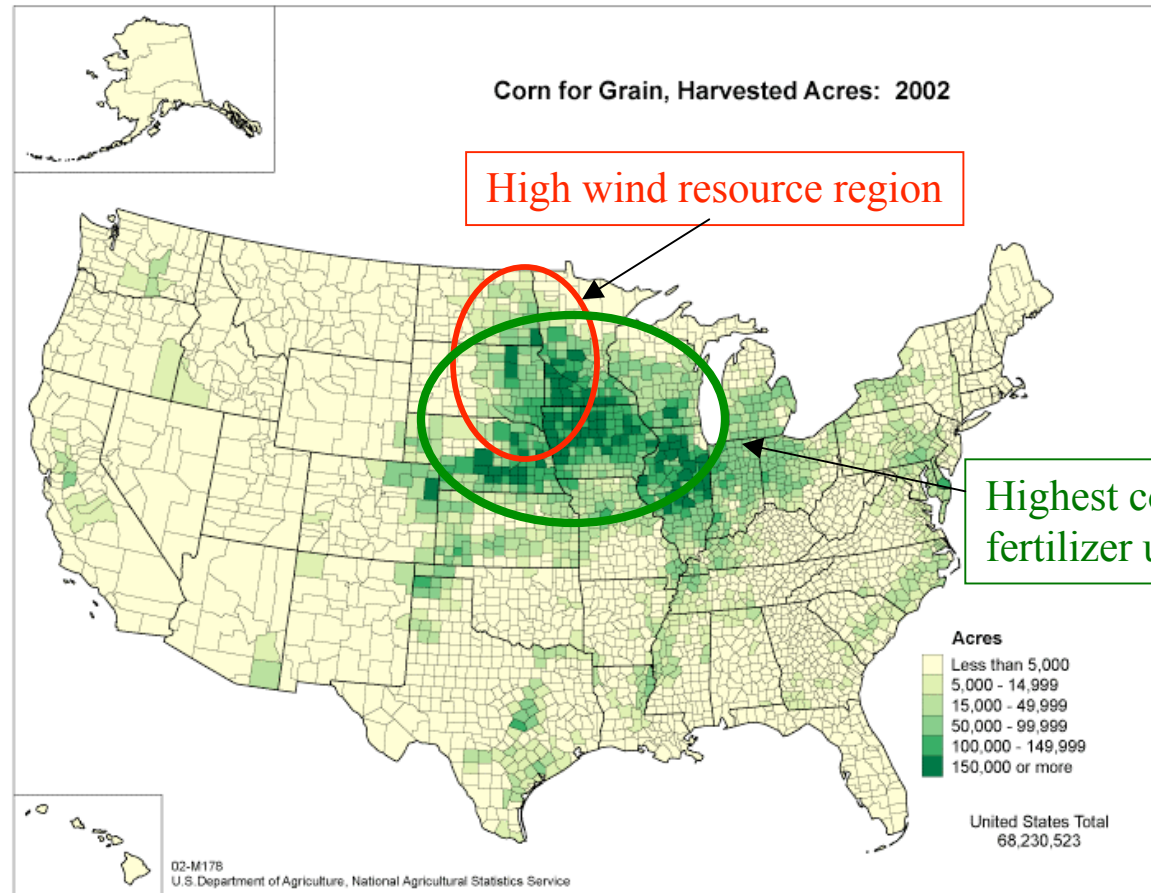 Corn for Grain, Harvested Acres: 2002
High wind resource region
Highest
fertilizer
Acres
Less than 5,000
5,000 - 14,999
15,000 - 49,999
50,000 - 99,999
100,000 - 149,999
150,000 or more
United States Total
68,230,523
02-M178
U.S.Department of Agriculture, National Agricultural Statistics Service